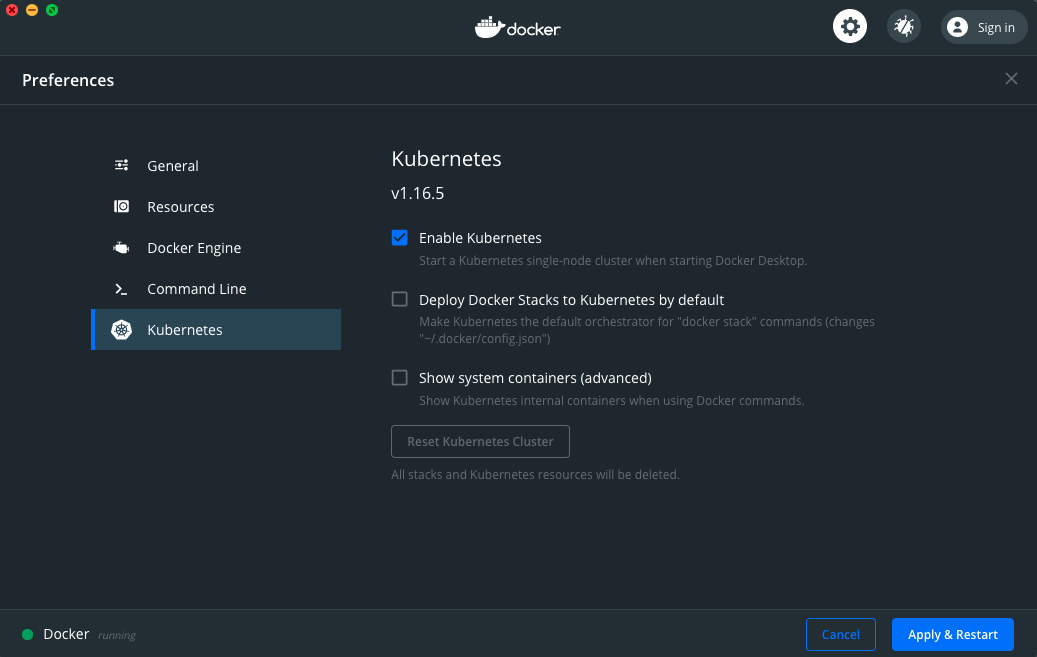 docker
Sign in
Preferences
General
Resources
Docker Engine
Command Line
Kubernetes
Kubernetes
v1.16.5
Enable Kubernetes
Start a Kubernetes single-node cluster when starting Docker Desktop.
Deploy Docker Stacks to Kubernetes by default
Make Kubernetes the default orchestrator for "docker stack" commands (changes
"~/.docker/config.json")
Show system containers (advanced)
Show Kubernetes internal containers when using Docker commands.
Reset Kubernetes Cluster
All stacks and Kubernetes resources will be deleted.
Docker running
Cancel
Apply & Restart